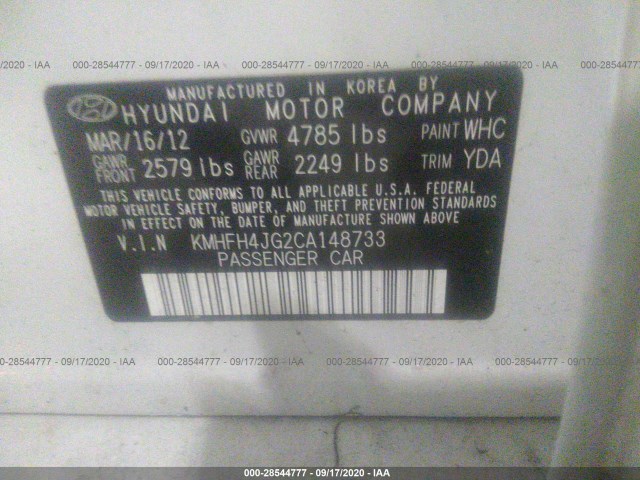 000-28544777 - 09/17/2020 - IAA
MANUFACTURED IN KOREA BY
HYUNDAI MOTOR COMPANY
MAR/16/12 GVWR 4785 lbs PAINT WHC
GAWR FRONT 2579 lbs GAWR REAR 2249 lbs TRIM YDA
THIS VEHICLE CONFORMS TO ALL APPLICABLE U.S.A. FEDERAL
MOTOR VEHICLE SAFETY, BUMPER, AND THEFT PREVENTION STANDARDS
IN EFFECT ON THE DATE OF MANUFACTURE SHOWN ABOVE
V.I.N KMHFH4JG2CA148733
PASSENGER CAR
000-28544777 - 09/17/2020 - IAA
000-28544777 - 09/17/2020 - IAA